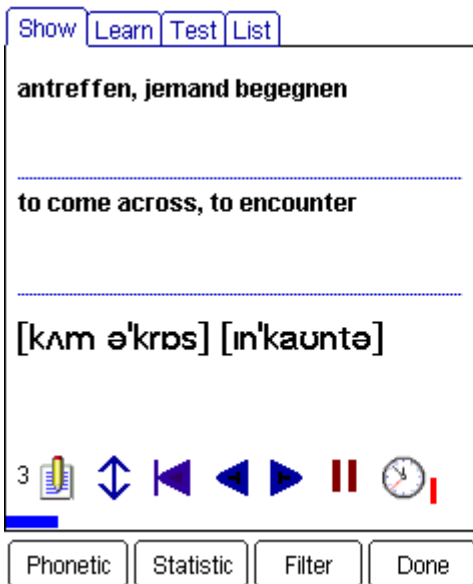 Show Learn Test List
antreffen, jemand begegnen
to come across, to encounter
[kʌm ə'krɒs] [ɪn'kaʊntə]
3
Phonetic Statistic Filter Done